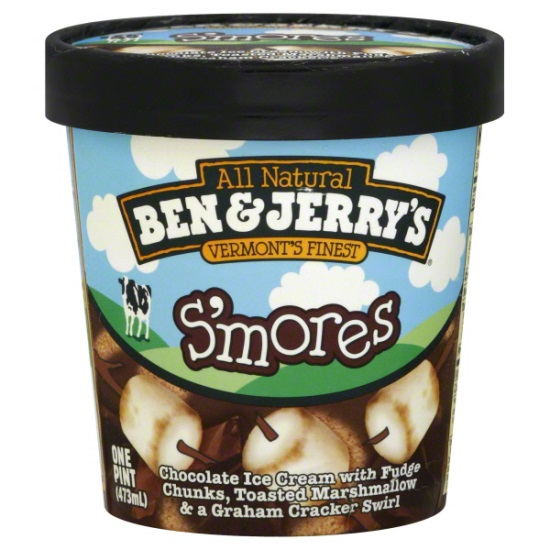 S'mores
All Natural
BEN & JERRY'S®
VERMONT'S FINEST
S'mores
ONE
PINT
(473mL)
Chocolate Ice Cream with Fudge
Chunks, Toasted Marshmallow
& a Graham Cracker Swirl